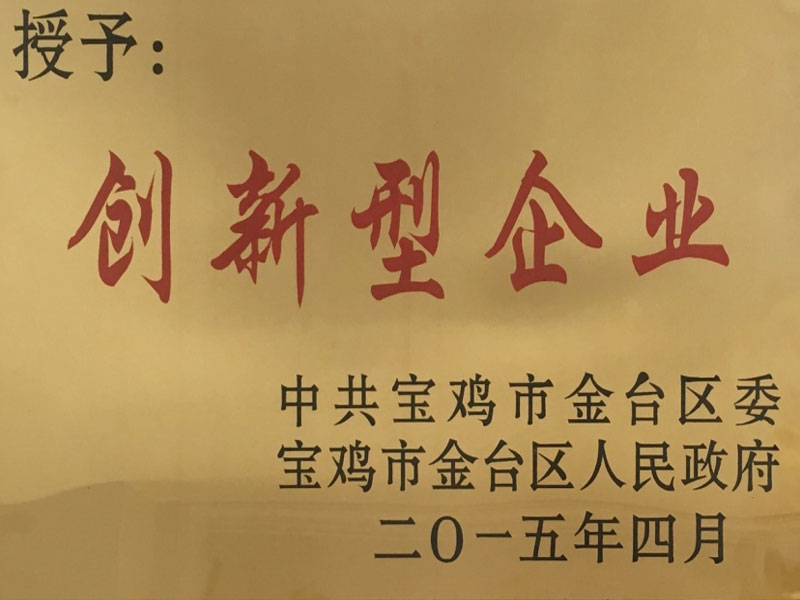 授予：
创新型企业
中共宝鸡市金台区委
宝鸡市金台区人民政府
二〇一五年四月